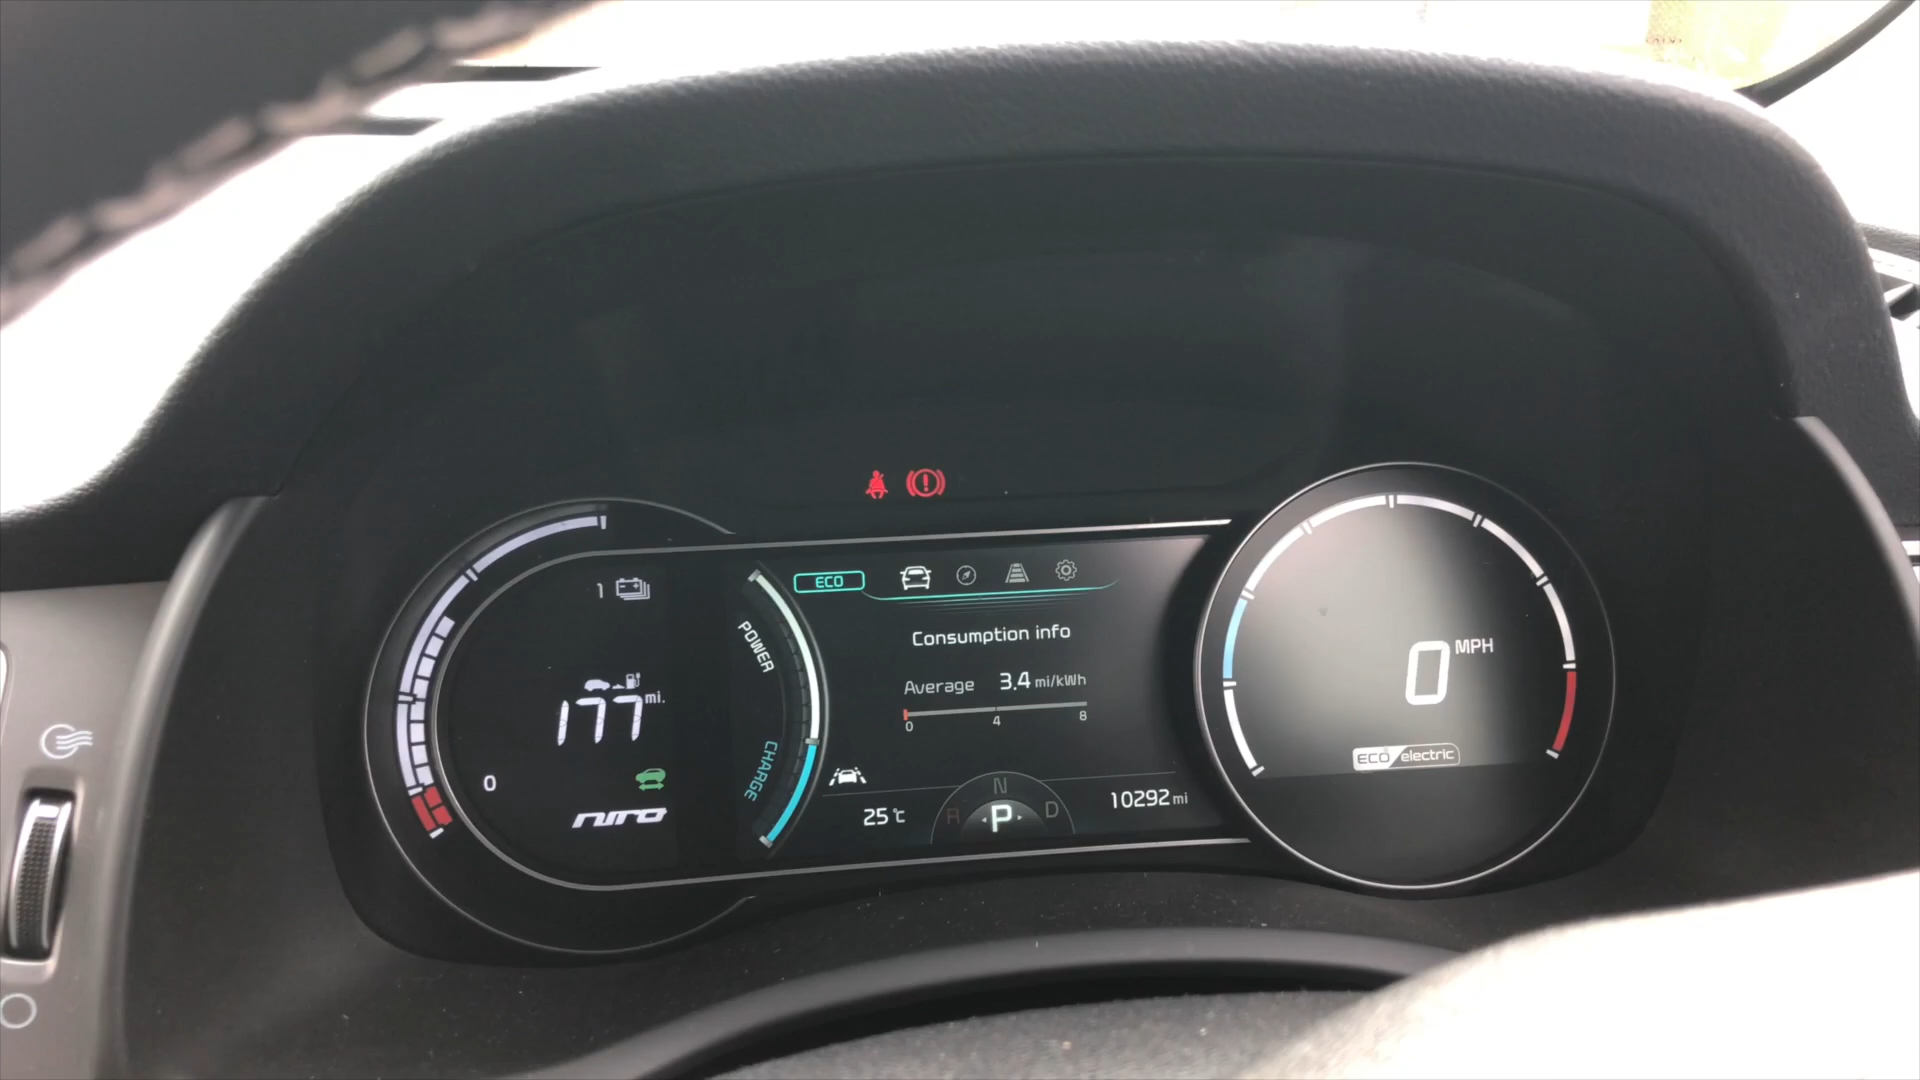 1
ECO
POWER
Consumption info
177 mi.
Average 3.4 mi/kWh
0 4 8
0 MPH
CHARGE
ECO electric
0
N
25℃
R
P
D
10292 mi
NIRO